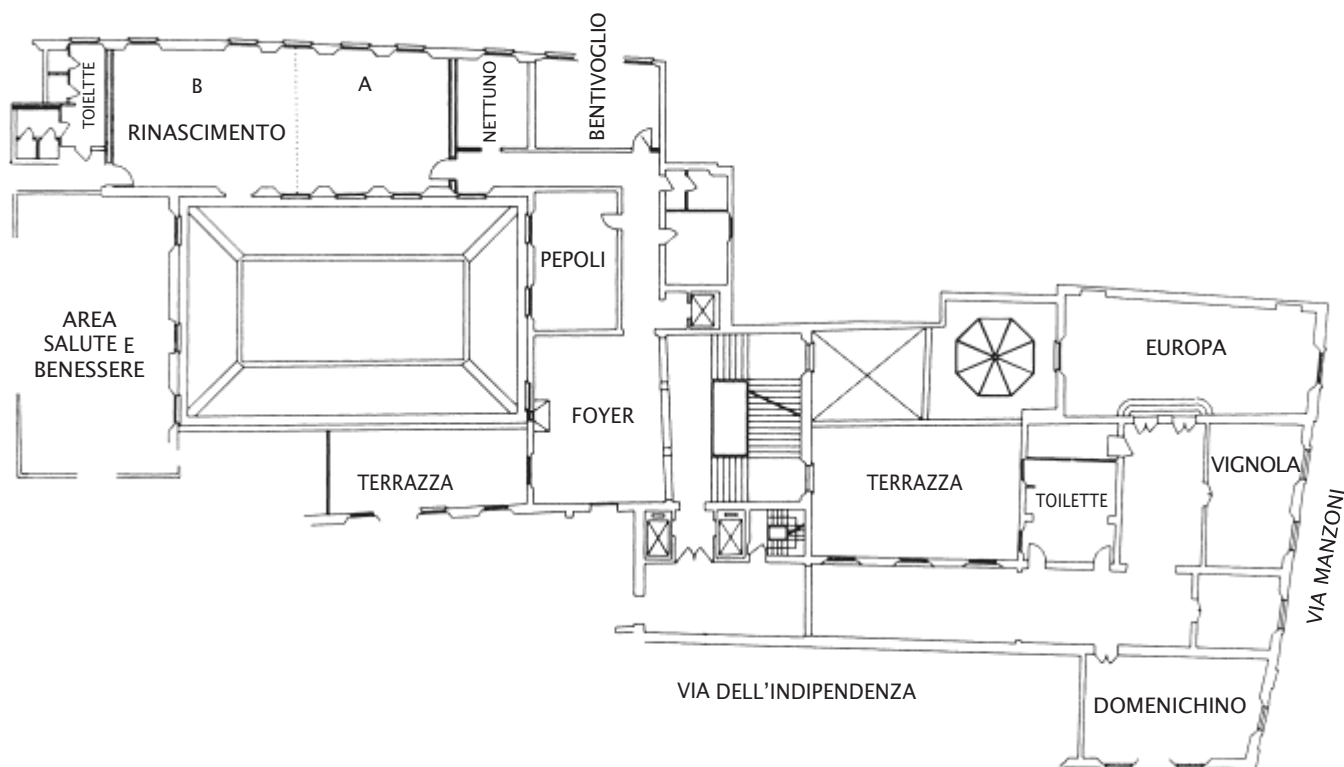 BENTIVOGLIO
TOIELTTE
B
A
NETTUNO
RINASCIMENTO
PEPOLI
AREA
SALUTE E
BENESSERE
FOYER
EUROPA
TERRAZZA
TERRAZZA
TOILETTE
VIGNOLA
VIA MANZONI
VIA DELL'INDIPENDENZA
DOMENICHINO